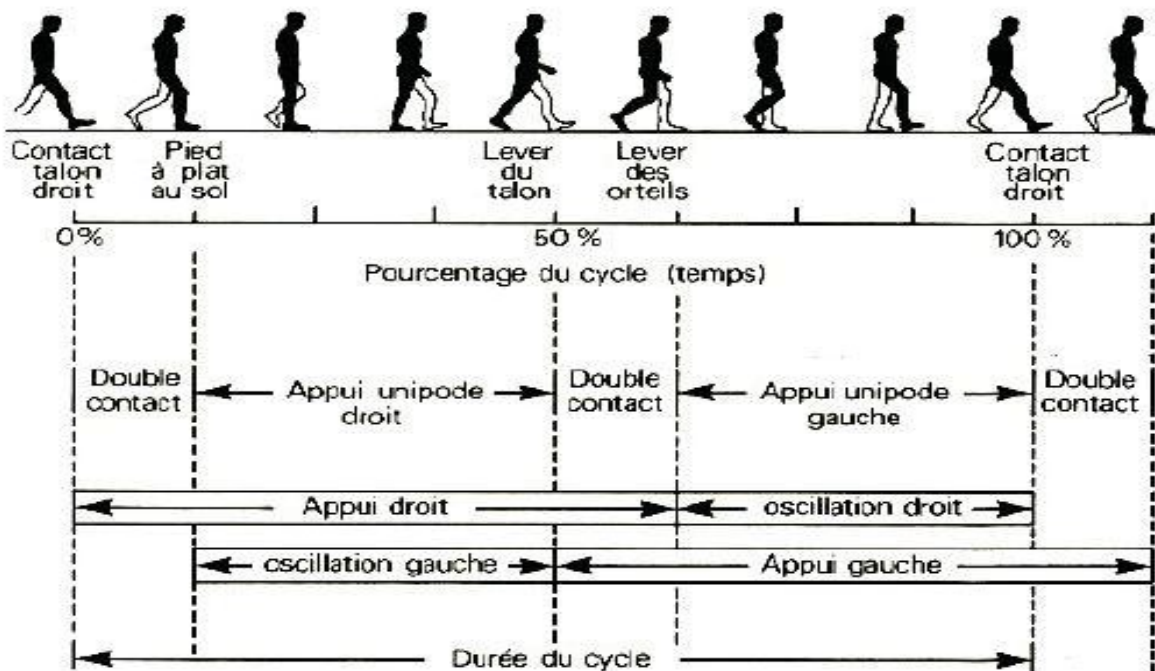 Contact
talon
droit
Pied
à plat
au sol
Lever
du
talon
Lever
des
orteils
Contact
talon
droit
0%
50 %
100 %
Pourcentage du cycle (temps)
Double
contact
Appui unipode
droit
Double
contact
Appui unipode
gauche
Double
contact
Appui droit
oscillation droit
oscillation gauche
Appui gauche
Durée du cycle